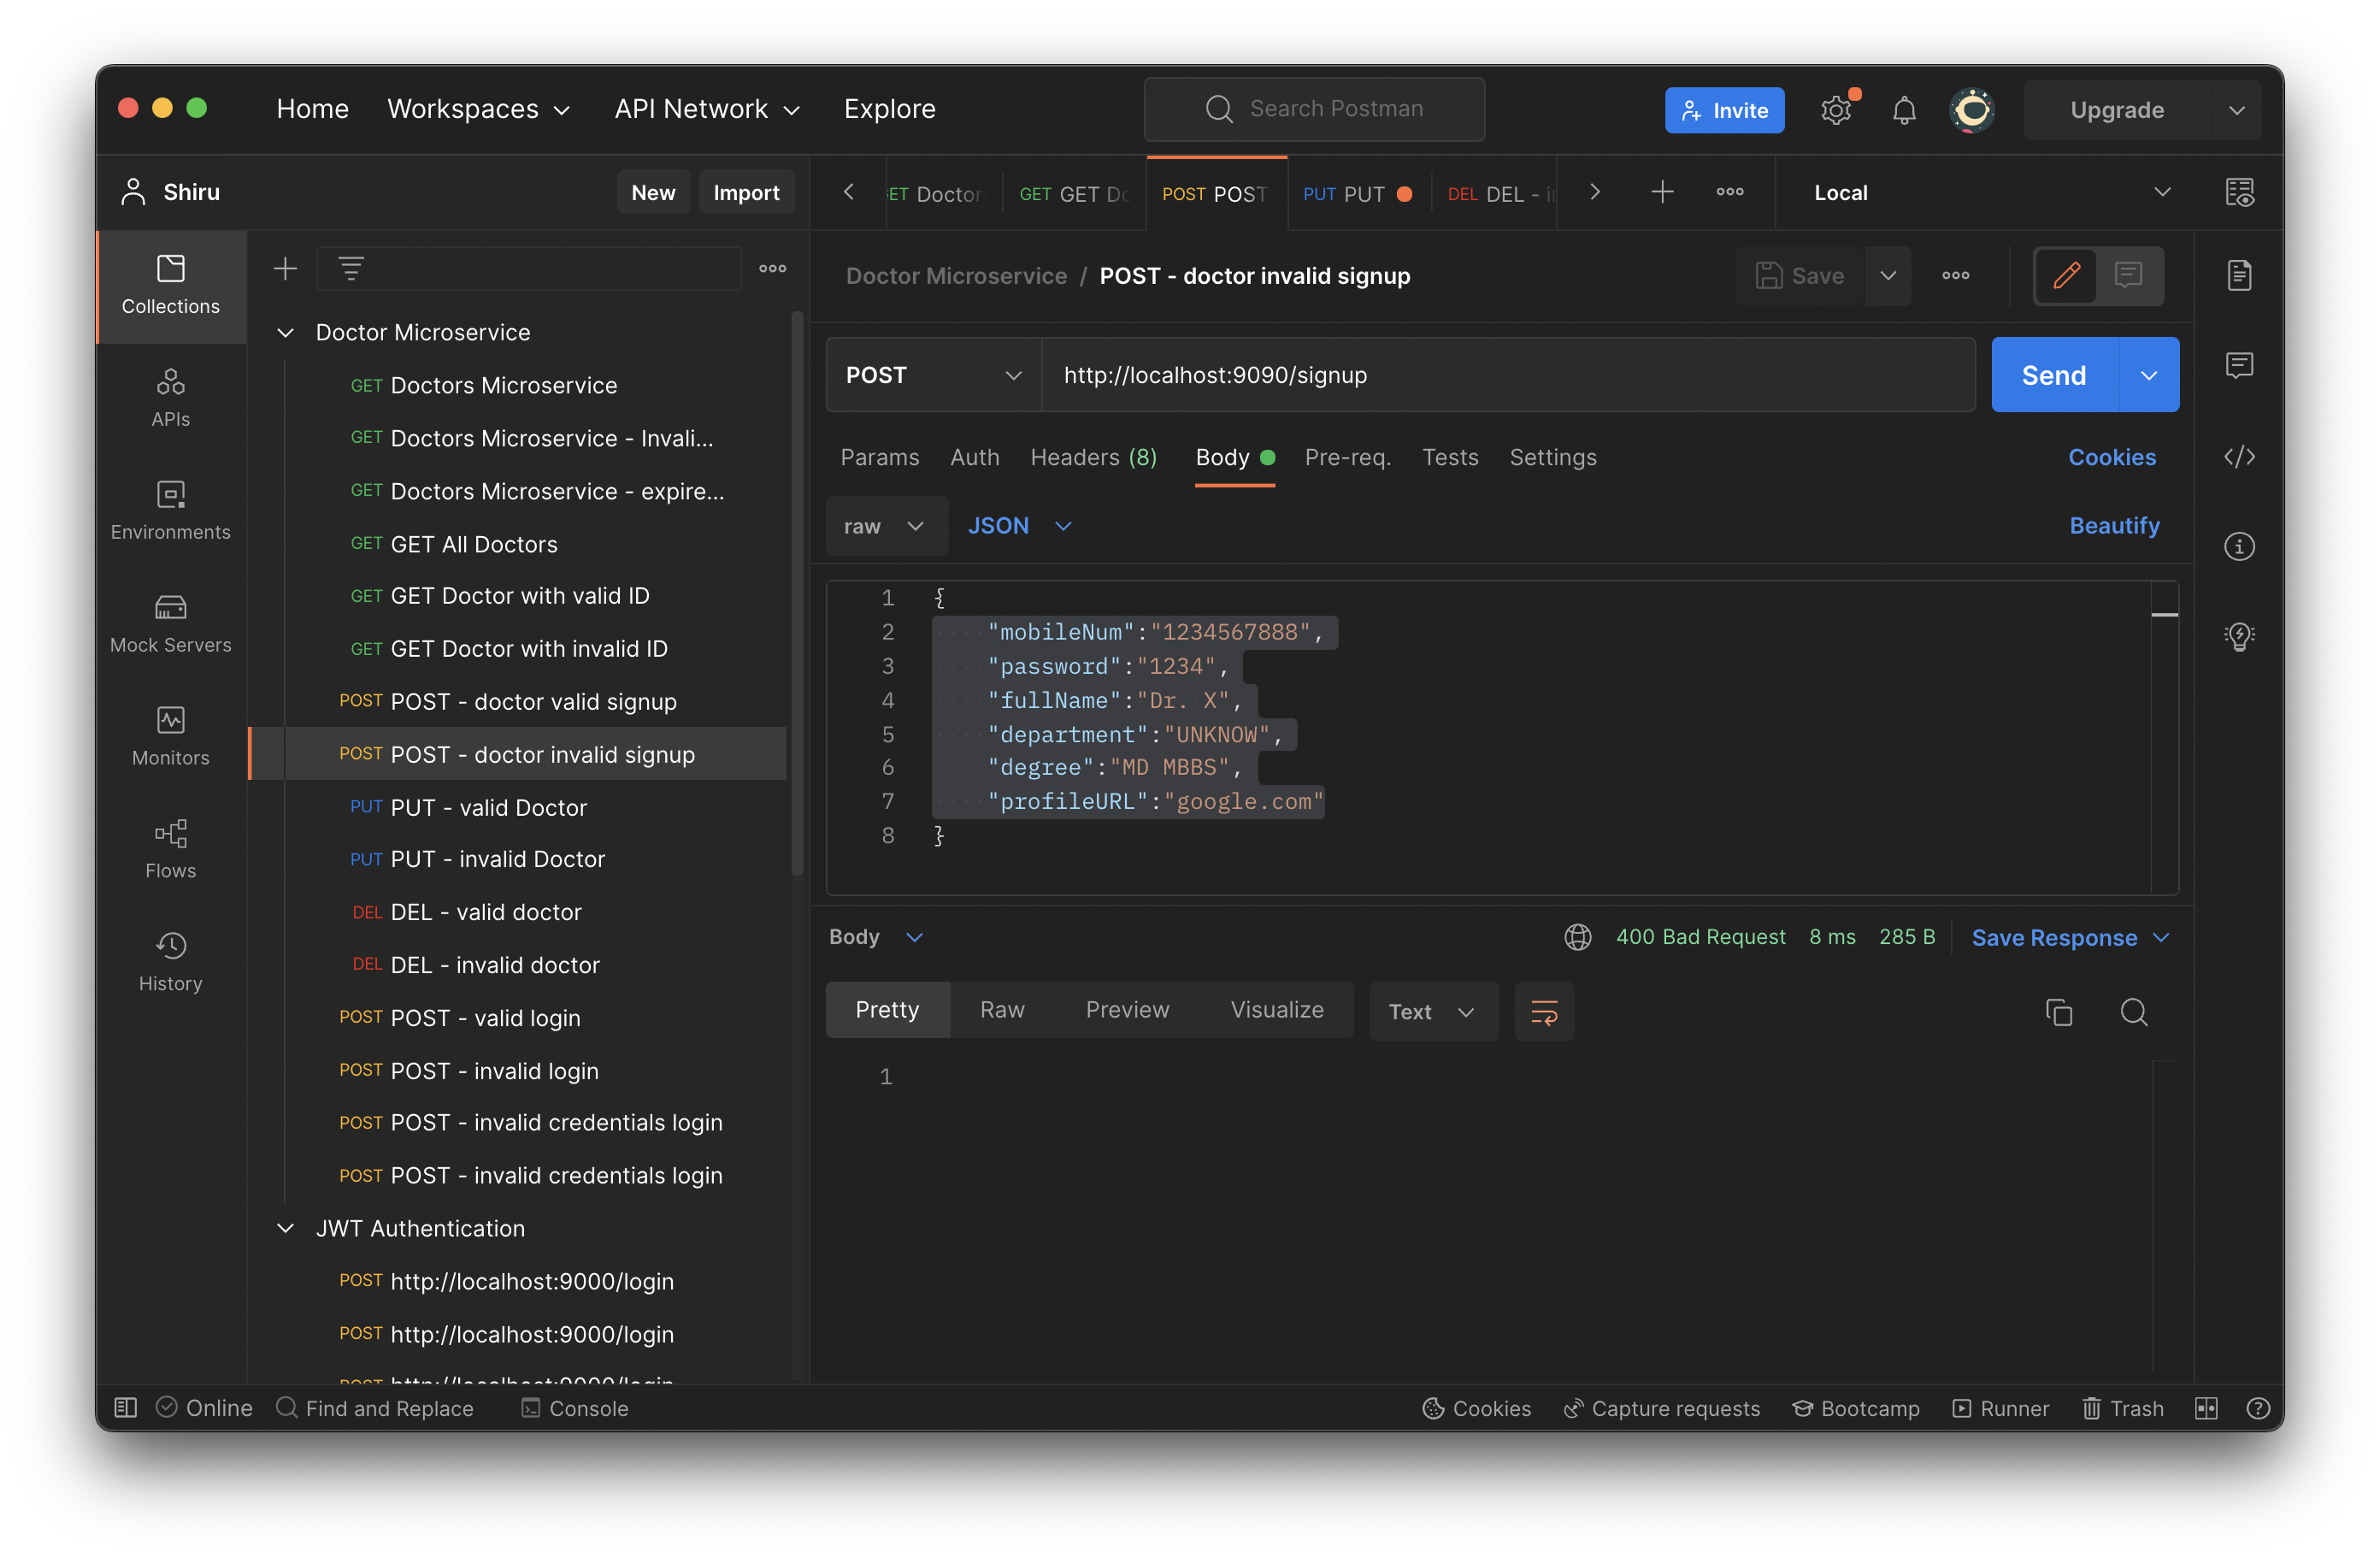 Home Workspaces API Network Explore Search Postman Invite Upgrade
Shiru New Import ET Doctor GET GET Do POST POST PUT PUT DEL DEL - Local
Collections
APIs
Environments
Mock Servers
Monitors
Flows
History
Doctor Microservice
GET Doctors Microservice
GET Doctors Microservice - Invali...
GET Doctors Microservice - expire...
GET GET All Doctors
GET GET Doctor with valid ID
GET GET Doctor with invalid ID
POST POST - doctor valid signup
POST POST - doctor invalid signup
PUT PUT - valid Doctor
PUT PUT - invalid Doctor
DEL DEL - valid doctor
DEL DEL - invalid doctor
POST POST - valid login
POST POST - invalid login
POST POST - invalid credentials login
POST POST - invalid credentials login
JWT Authentication
POST http://localhost:9000/login
POST http://localhost:9000/login
POST http://localhost:9000/login
Doctor Microservice / POST - doctor invalid signup Save
POST http://localhost:9090/signup Send
Params Auth Headers (8) Body Pre-req. Tests Settings Cookies
raw JSON Beautify
1 {
2 "mobileNum":"1234567888",
3 "password":"1234",
4 "fullName":"Dr. X",
5 "department":"UNKNOW",
6 "degree":"MD MBBS",
7 "profileURL":"google.com"
8 }
Body 400 Bad Request 8 ms 285 B Save Response
Pretty Raw Preview Visualize Text
1
Online Find and Replace Console Cookies Capture requests Bootcamp Runner Trash